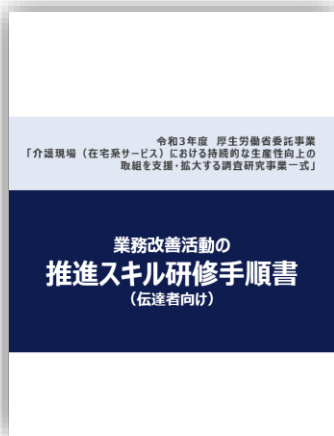 令和3年度 厚生労働省委託事業
「介護現場（在宅系サービス）における持続的な生産性向上の
取組を支援・拡大する調査研究事業一式」
業務改善活動の
推進スキル研修手順書
（伝達者向け）